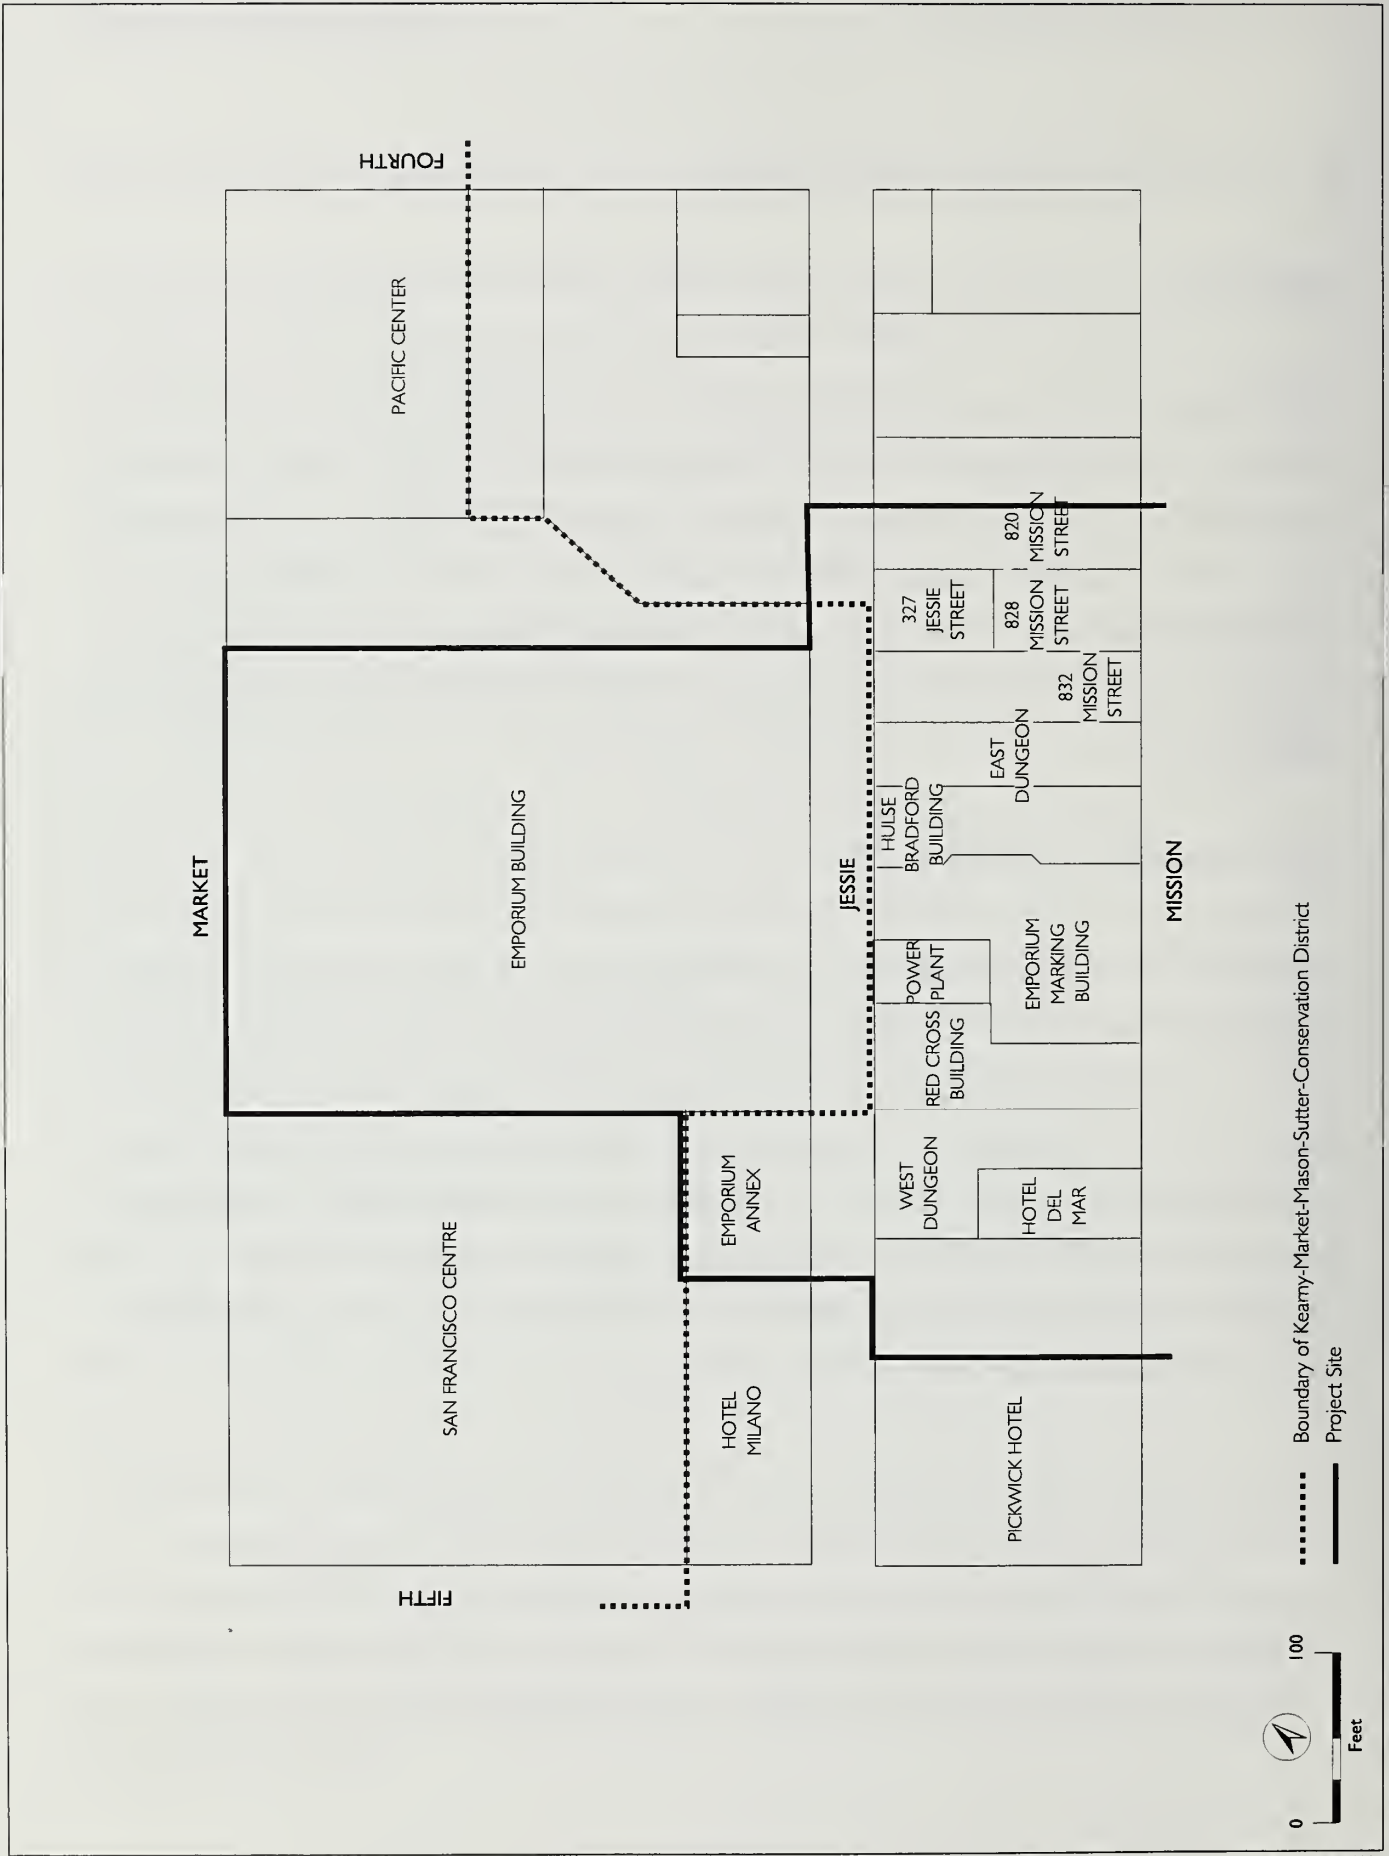 MARKET
FIFTH
FOURTH
SAN FRANCISCO CENTRE
EMPORIUM BUILDING
PACIFIC CENTER
HOTEL
MILANO
EMPORIUM
ANNEX
JESSIE
PICKWICK HOTEL
WEST
DUNGEON
HOTEL
DEL
MAR
RED CROSS
BUILDING
POWER
PLANT
EMPORIUM
MARKING
BUILDING
HULSE
BRADFORD
BUILDING
EAST
DUNGEON
832
MISSION
STREET
327
JESSIE
STREET
828
MISSION
STREET
820
MISSION
STREET
MISSION
0
100
Feet
Boundary of Kearny-Market-Mason-Sutter-Conservation District
Project Site